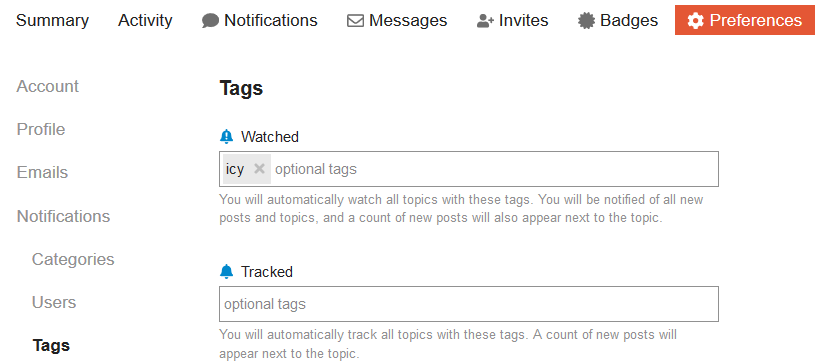 Summary Activity Notifications Messages Invites Badges Preferences
Account
Profile
Emails
Notifications
Categories
Users
Tags
Tags
Watched
icy × optional tags
You will automatically watch all topics with these tags. You will be notified of all new
posts and topics, and a count of new posts will also appear next to the topic.
Tracked
optional tags
You will automatically track all topics with these tags. A count of new posts will
appear next to the topic.